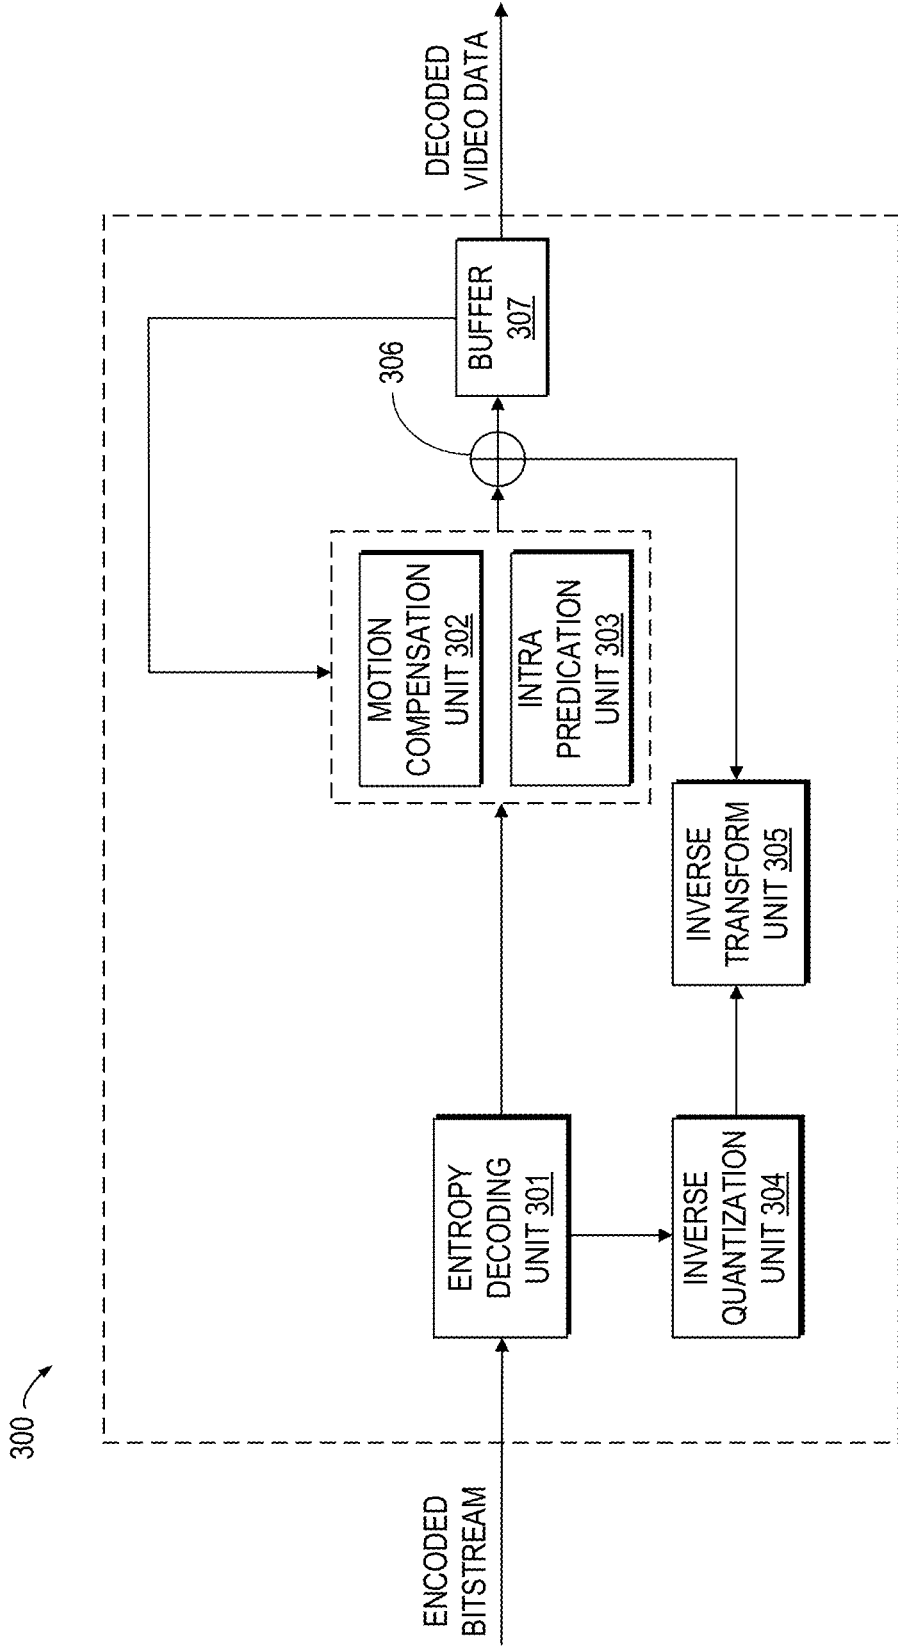 300
ENCODED
BITSTREAM
ENTROPY
DECODING
UNIT 301
INVERSE
QUANTIZATION
UNIT 304
INVERSE
TRANSFORM
UNIT 305
MOTION
COMPENSATION
UNIT 302
INTRA
PREDICATION
UNIT 303
306
BUFFER
307
DECODED
VIDEO DATA